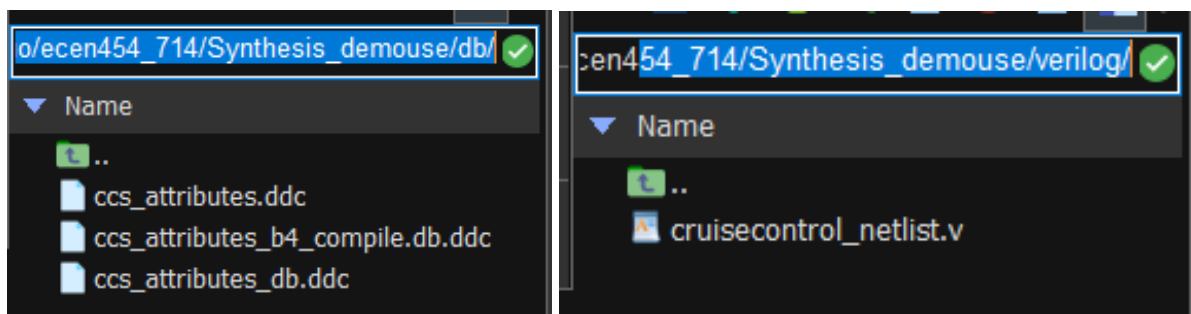 o/ecen454_714/Synthesis_demouse/db/
Name
..
ccs_attributes.ddc
ccs_attributes_b4_compile.db.ddc
ccs_attributes_db.ddc
cen454_714/Synthesis_demouse/verilog/
Name
..
cruisecontrol_netlist.v